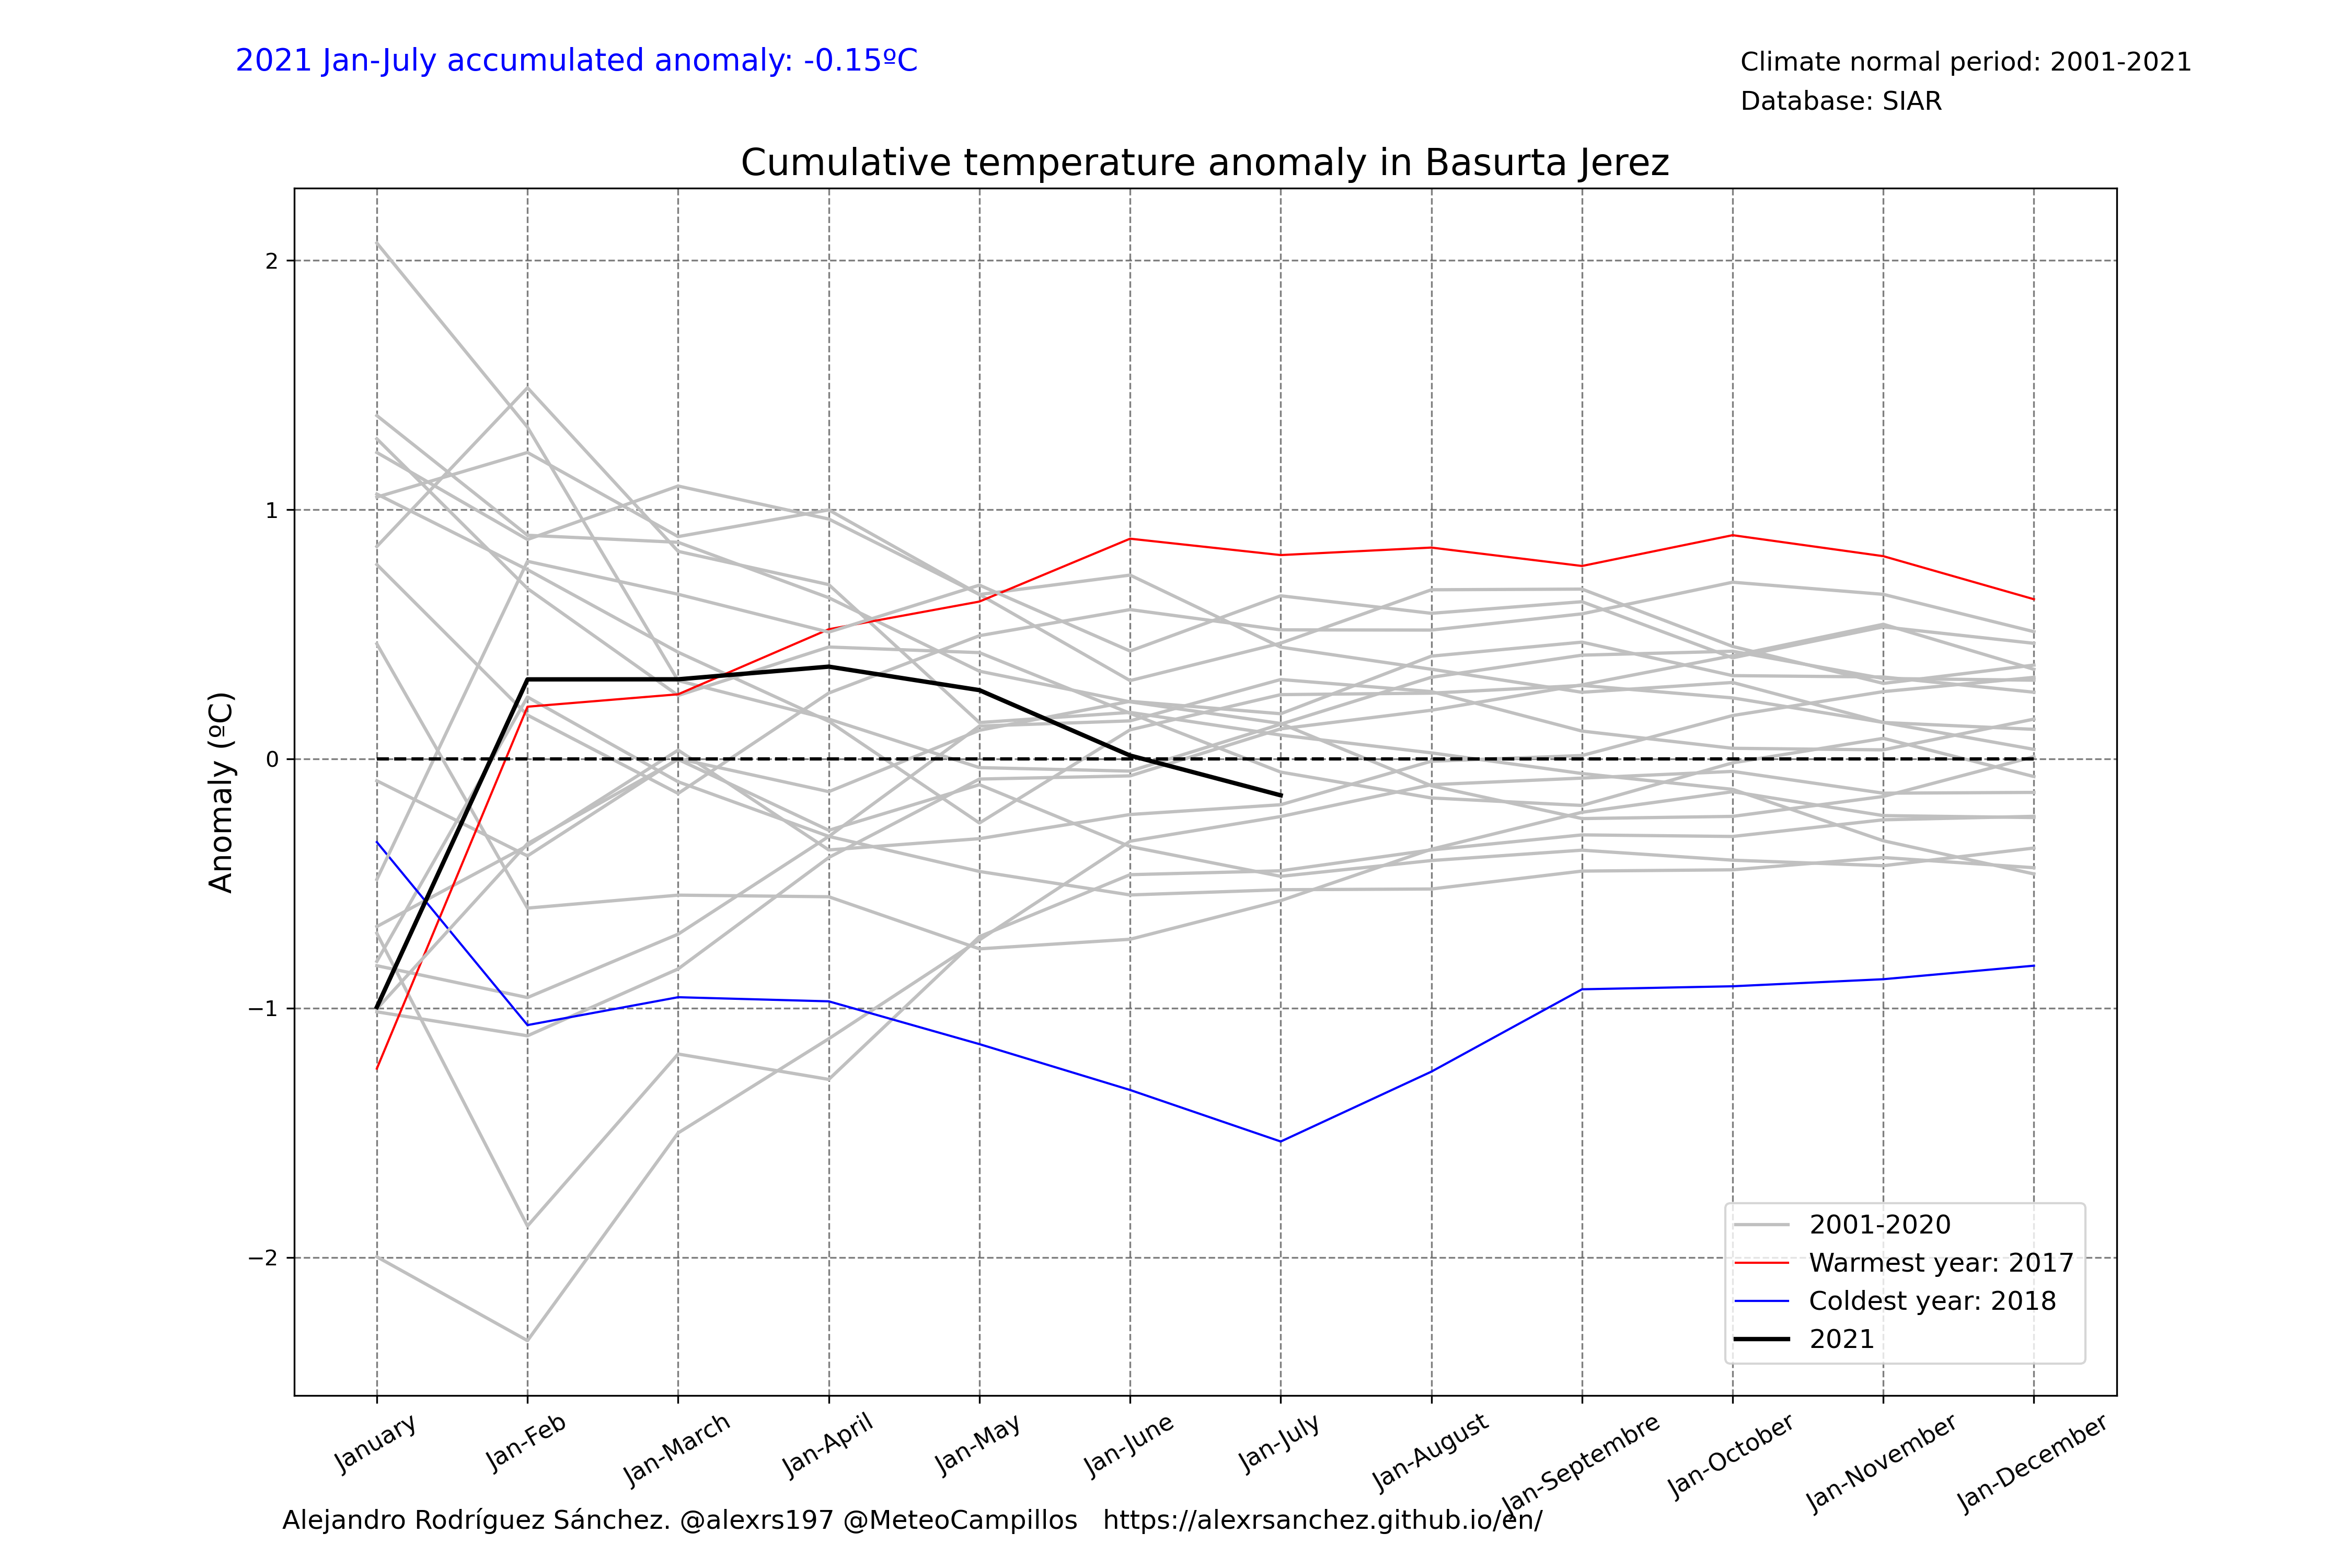 2021 Jan-July accumulated anomaly: -0.15ºC
Climate normal period: 2001-2021
Database: SIAR
Cumulative temperature anomaly in Basurta Jerez
Anomaly (ºC)
2
1
0
−1
−2
2001-2020
Warmest year: 2017
Coldest year: 2018
2021
January
Jan-Feb
Jan-March
Jan-April
Jan-May
Jan-June
Jan-July
Jan-August
Jan-Septembre
Jan-October
Jan-November
Jan-December
Alejandro Rodríguez Sánchez. @alexrs197 @MeteoCampillos   https://alexrsanchez.github.io/en/